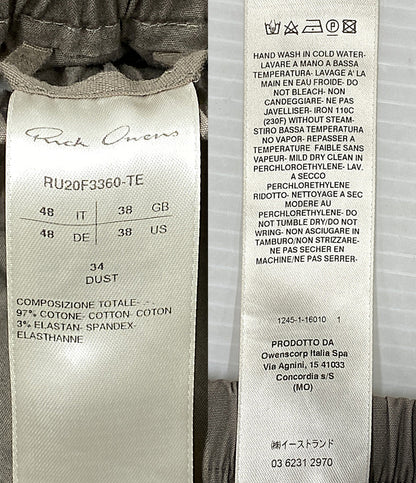 Rick Owens
RU20F3360-TE
48 IT 38 GB
48 DE 38 US
34
DUST
COMPOSIZIONE TOTALE-
97% COTONE- COTTON- COTON
3% ELASTAN- SPANDEX-
ELASTHANNE
HAND WASH IN COLD WATER-
LAVARE A MANO A BASSA
TEMPERATURA- LAVAGE A LA
MAIN EN EAU FROIDE- DO
NOT BLEACH- NON
CANDEGGIARE- NE PAS
JAVELLISER- IRON 110C
(230F) WITHOUT STEAM-
STIRO BASSA TEMPERATURA
NO VAPOR- REPASSER A
TEMPERATURE FAIBLE SANS
VAPEUR- MILD DRY CLEAN IN
PERCHLOROETHYLENE- LAV.
A SECCO
PERCHLORETHYLENE
RIDOTTO- NETTOYAGE A SEC
MODERE AU
PERCHLORETHYLENE- DO
NOT TUMBLE DRY/DO NOT
WRING- NON ASCIUGARE IN
TAMBURO/NON STRIZZARE-
NE PAS SECHER EN
MACHINE/NE PAS SERRER-
1245-1-16010 1
PRODOTTO DA
Owenscorp Italia Spa
Via Agnini, 15 41033
Concordia s/S
(MO)
㈱イーストランド
03 6231 2970